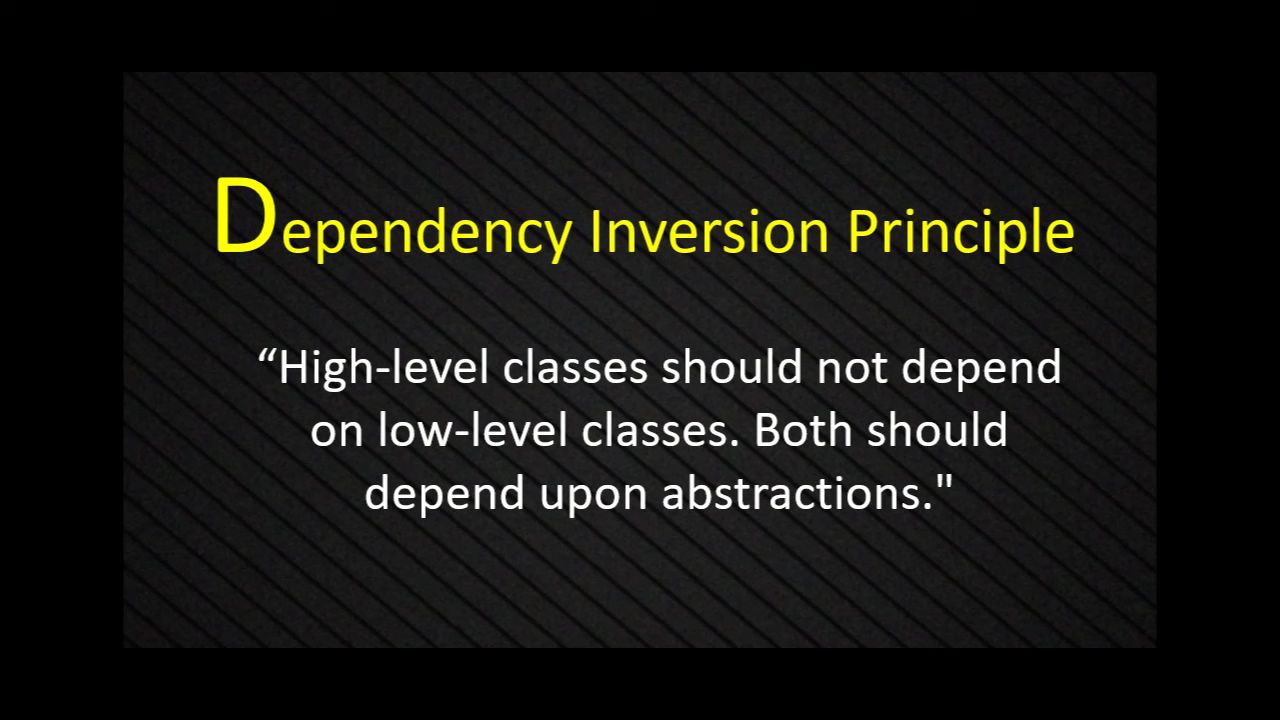 Dependency Inversion Principle
“High-level classes should not depend
on low-level classes. Both should
depend upon abstractions."